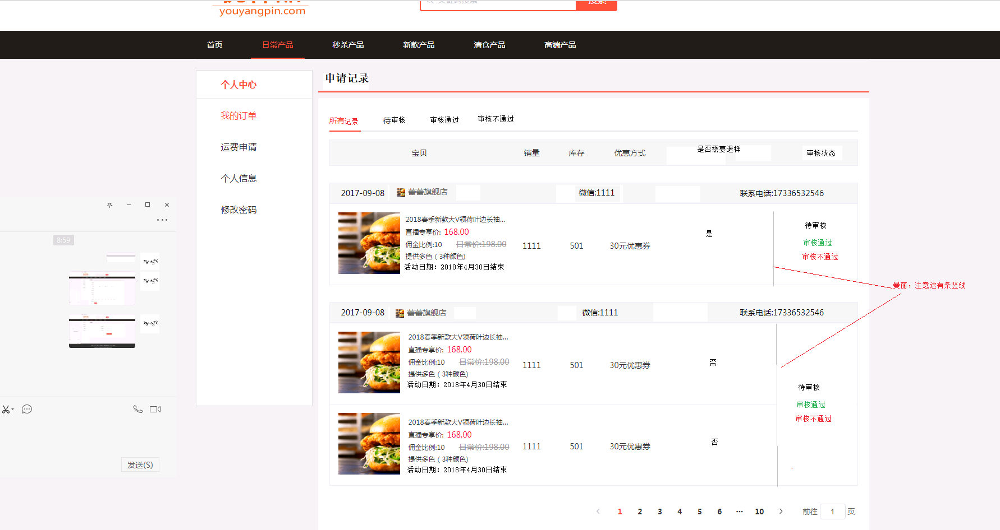 youyangpin.com
首页 日常产品 秒杀产品 新款产品 清仓产品 高端产品
个人中心
我的订单
运费申请
个人信息
修改密码
申请记录
所有记录 待审核 审核通过 审核不通过
宝贝 销量 库存 优惠方式 是否需要退样 审核状态
2017-09-08 蕾蕾旗舰店 微信:1111 联系电话:17336532546
2018春季新款大V领荷叶边长袖...
直播专享价: 168.00
佣金比例:10 日常价:198.00
提供多色 ( 3种颜色)
活动日期：2018年4月30日结束
1111 501 30元优惠券 是
待审核
审核通过
审核不通过
曼丽，注意这有条竖线
2017-09-08 蕾蕾旗舰店 微信:1111 联系电话:17336532546
2018春季新款大V领荷叶边长袖...
直播专享价: 168.00
佣金比例:10 日常价:198.00
提供多色 ( 3种颜色)
活动日期：2018年4月30日结束
1111 501 30元优惠券 否
待审核
审核通过
审核不通过
2018春季新款大V领荷叶边长袖...
直播专享价: 168.00
佣金比例:10 日常价:198.00
提供多色 ( 3种颜色)
活动日期：2018年4月30日结束
1111 501 30元优惠券 否
1 2 3 4 5 6 ··· 10 前往 1 页
8:59
发送(S)